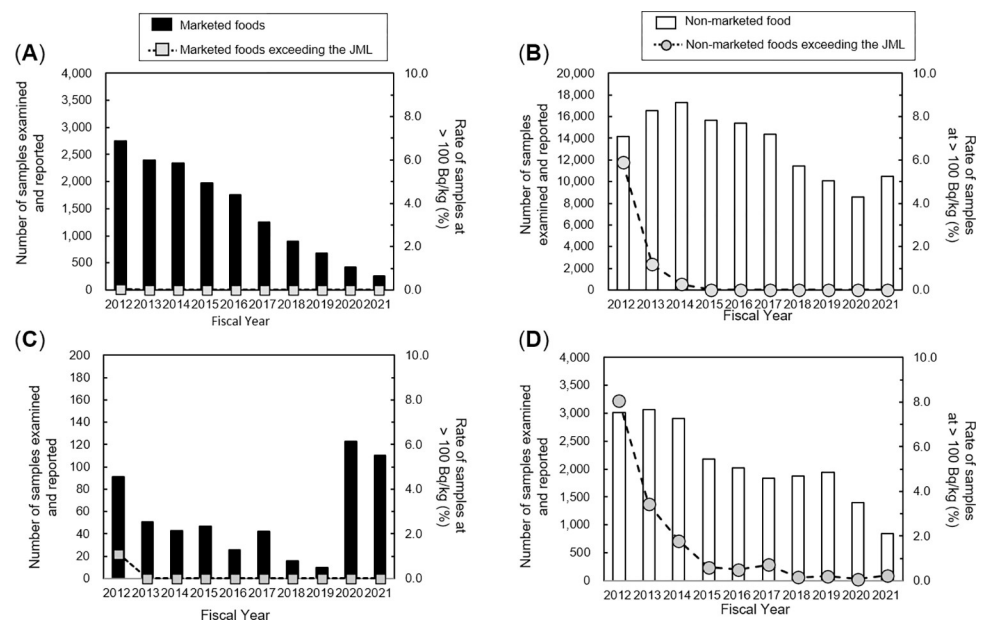 Marketed foods
Marketed foods exceeding the JML
Non-marketed food
Non-marketed foods exceeding the JML
(A)
Number of samples examined
and reported
4,000
3,500
3,000
2,500
2,000
1,500
1,000
500
0
10.0
8.0
6.0
4.0
2.0
0.0
Rate of samples at
> 100 Bq/kg (%)
2012 2013 2014 2015 2016 2017 2018 2019 2020 2021
Fiscal Year
(B)
Number of samples
examined and reported
20,000
18,000
16,000
14,000
12,000
10,000
8,000
6,000
4,000
2,000
0
10.0
8.0
6.0
4.0
2.0
0.0
Rate of samples
at > 100 Bq/kg (%)
2012 2013 2014 2015 2016 2017 2018 2019 2020 2021
Fiscal Year
(C)
Number of samples examined
and reported
200
180
160
140
120
100
80
60
40
20
0
10.0
8.0
6.0
4.0
2.0
0.0
Rate of samples at
> 100 Bq/kg (%)
2012 2013 2014 2015 2016 2017 2018 2019 2020 2021
Fiscal Year
(D)
Number of samples examined
and reported
4,000
3,500
3,000
2,500
2,000
1,500
1,000
500
0
10.0
8.0
6.0
4.0
2.0
0.0
Rate of samples
at > 100 Bq/kg (%)
2012 2013 2014 2015 2016 2017 2018 2019 2020 2021
Fiscal Year